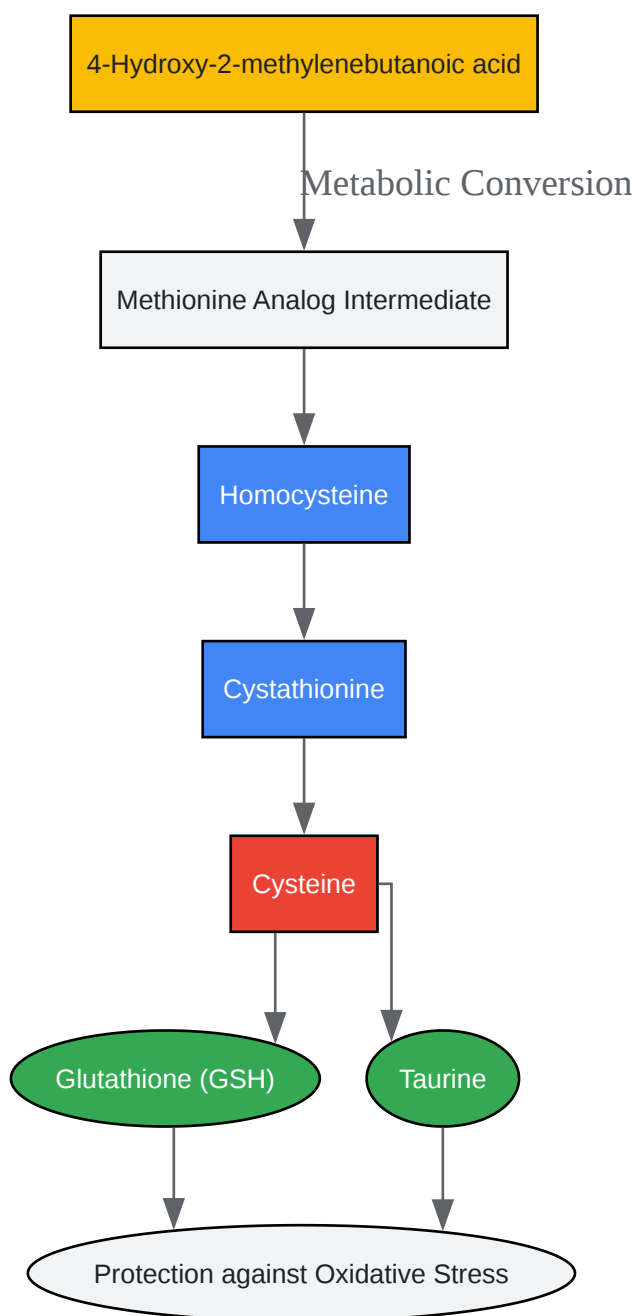 4-Hydroxy-2-methylenebutanoic acid
Metabolic Conversion
Methionine Analog Intermediate
Homocysteine
Cystathionine
Cysteine
Glutathione (GSH)
Taurine
Protection against Oxidative Stress